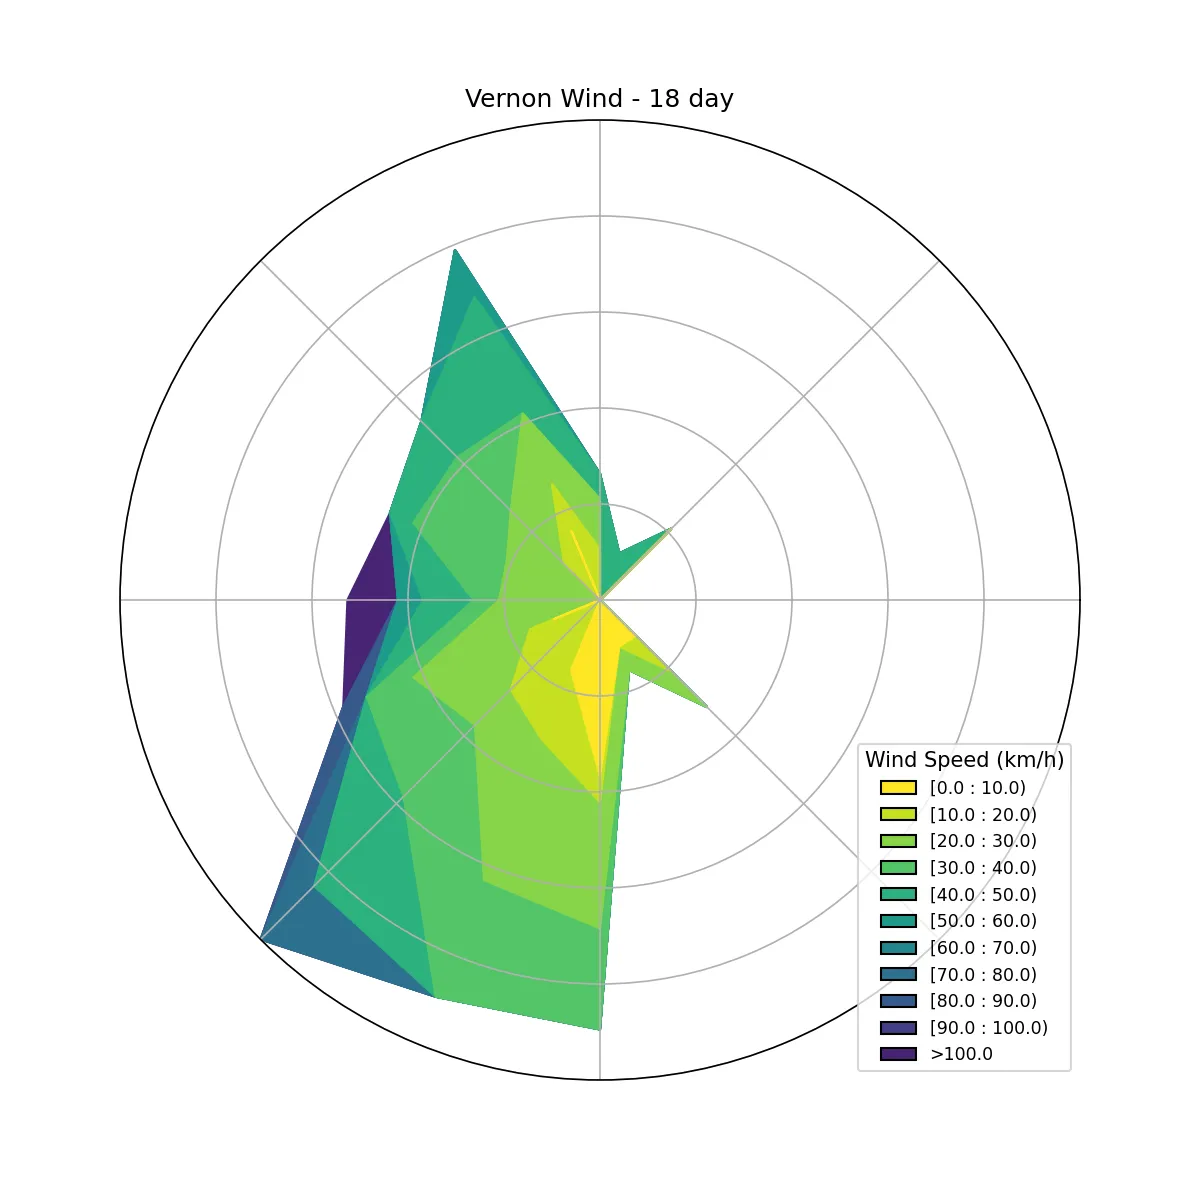 Vernon Wind - 18 day
Wind Speed (km/h)
[0.0 : 10.0)
[10.0 : 20.0)
[20.0 : 30.0)
[30.0 : 40.0)
[40.0 : 50.0)
[50.0 : 60.0)
[60.0 : 70.0)
[70.0 : 80.0)
[80.0 : 90.0)
[90.0 : 100.0)
>100.0